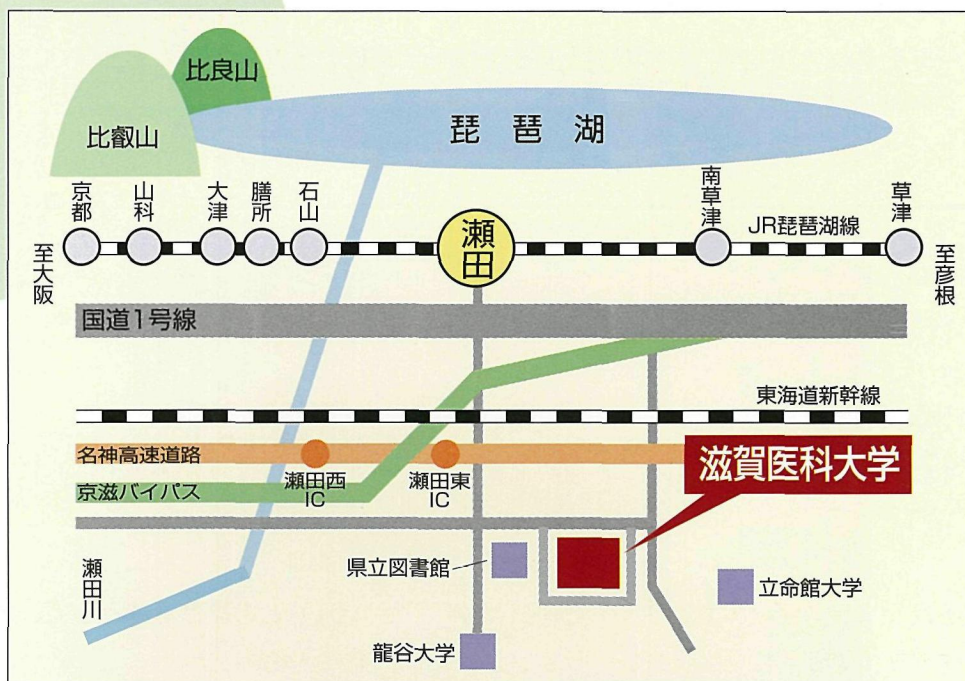 比良山
比叡山
琵琶湖
京都
山科
大津
膳所
石山
瀬田
南草津
草津
JR琵琶湖線
至大阪
至彦根
国道1号線
東海道新幹線
名神高速道路
瀬田西
IC
瀬田東
IC
滋賀医科大学
京滋バイパス
瀬田川
県立図書館
立命館大学
龍谷大学